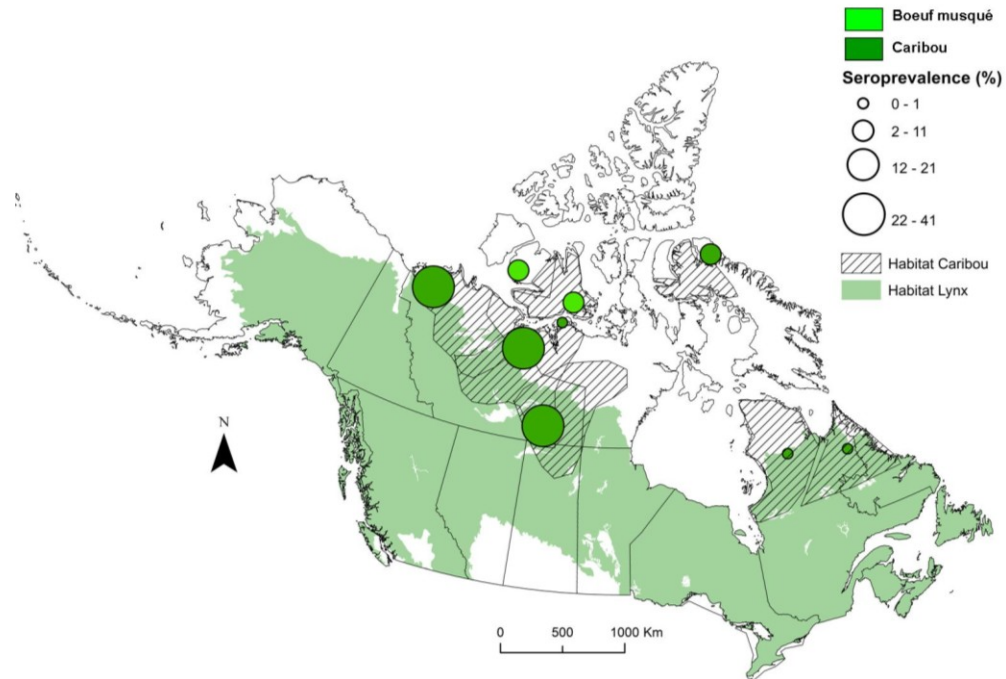 Boeuf musqué
Caribou
Seroprevalence (%)
0 - 1
2 - 11
12 - 21
22 - 41
Habitat Caribou
Habitat Lynx
N
0 500 1000 Km